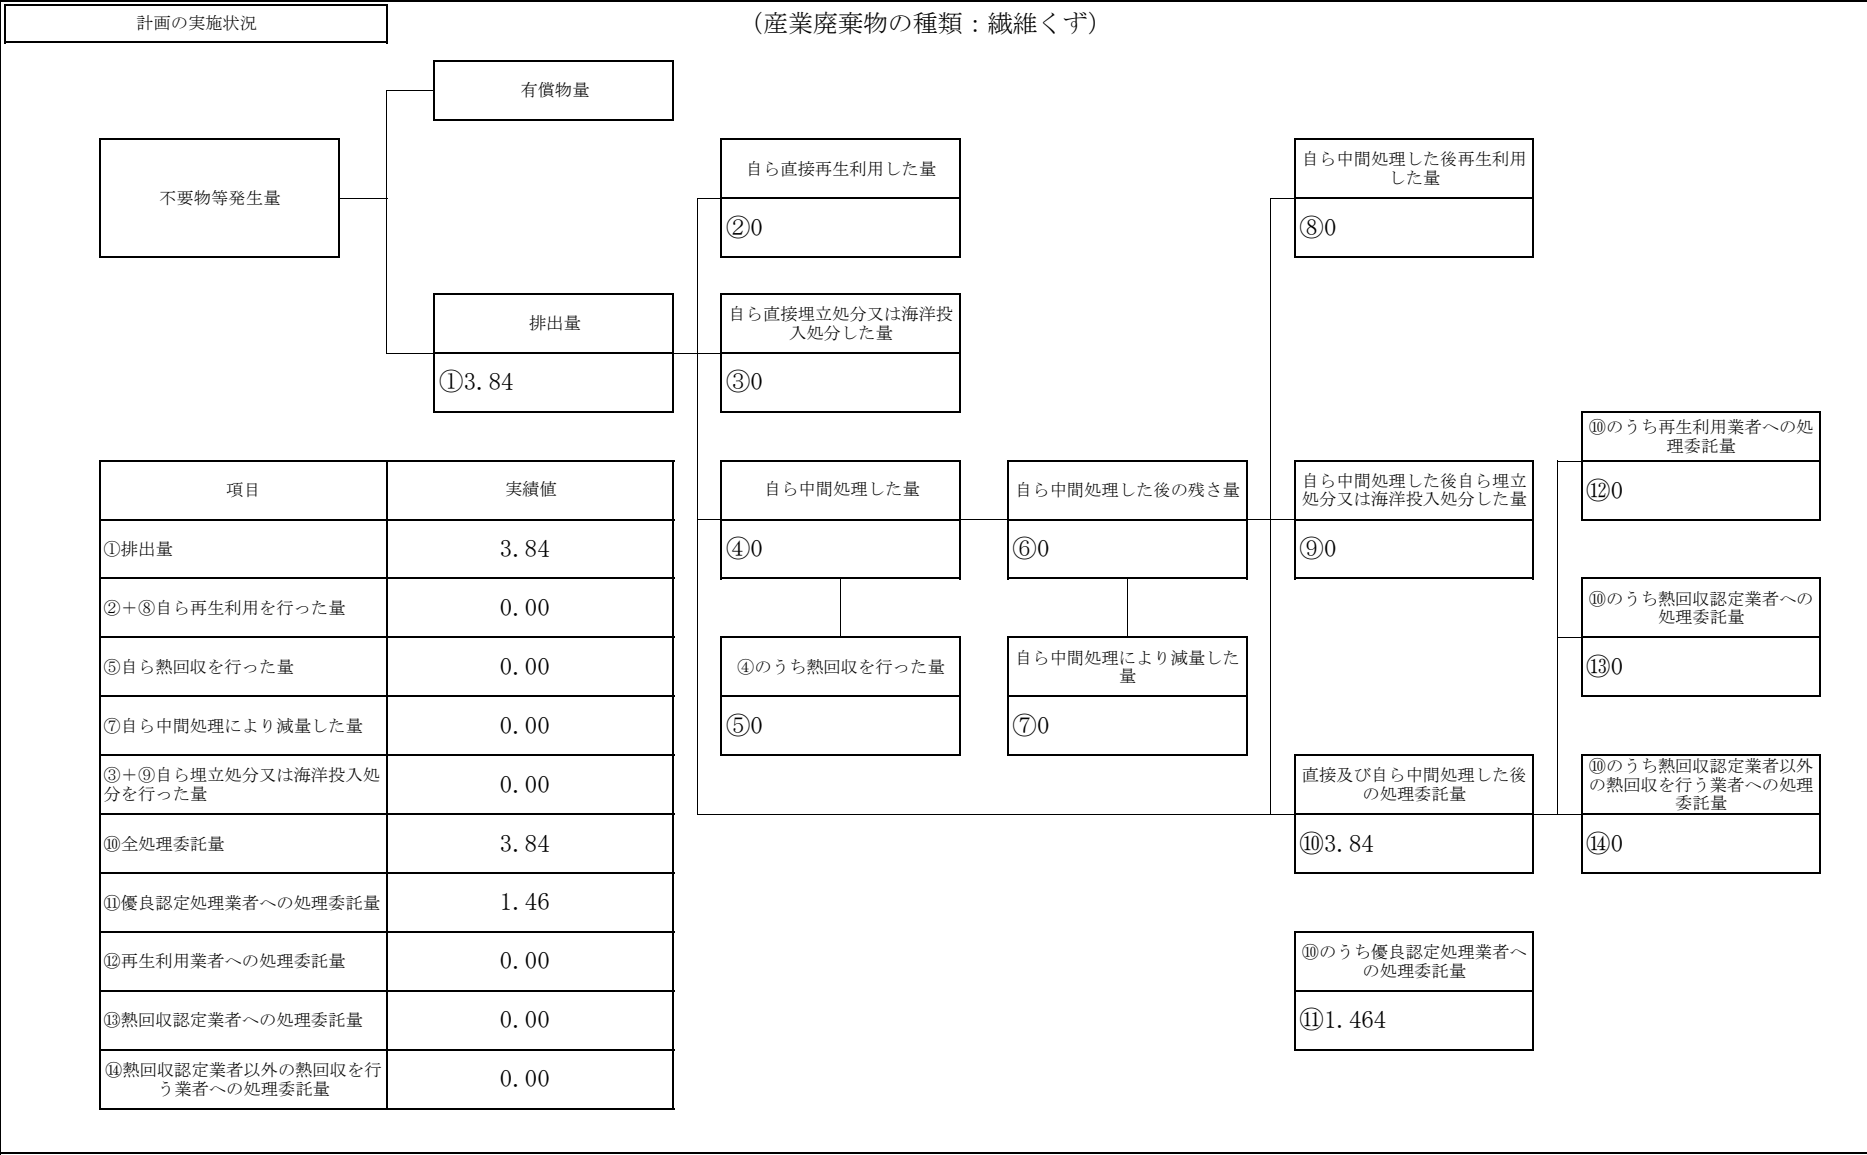 計画の実施状況
（産業廃棄物の種類：繊維くず）
有償物量
不要物等発生量
自ら直接再生利用した量
②0
自ら中間処理した後再生利用
した量
⑧0
排出量
①3.84
自ら直接埋立処分又は海洋投
入処分した量
③0
項目
実績値
①排出量
3.84
②＋⑧自ら再生利用を行った量
0.00
⑤自ら熱回収を行った量
0.00
⑦自ら中間処理により減量した量
0.00
③＋⑨自ら埋立処分又は海洋投入処
分を行った量
0.00
⑩全処理委託量
3.84
⑪優良認定処理業者への処理委託量
1.46
⑫再生利用業者への処理委託量
0.00
⑬熱回収認定業者への処理委託量
0.00
⑭熱回収認定業者以外の熱回収を行
う業者への処理委託量
0.00
自ら中間処理した量
④0
④のうち熱回収を行った量
⑤0
自ら中間処理した後の残さ量
⑥0
自ら中間処理により減量した
量
⑦0
自ら中間処理した後自ら埋立
処分又は海洋投入処分した量
⑨0
直接及び自ら中間処理した後
の処理委託量
⑩3.84
⑩のうち優良認定処理業者へ
の処理委託量
⑪1.464
⑩のうち再生利用業者への処
理委託量
⑫0
⑩のうち熱回収認定業者への
処理委託量
⑬0
⑩のうち熱回収認定業者以外
の熱回収を行う業者への処理
委託量
⑭0